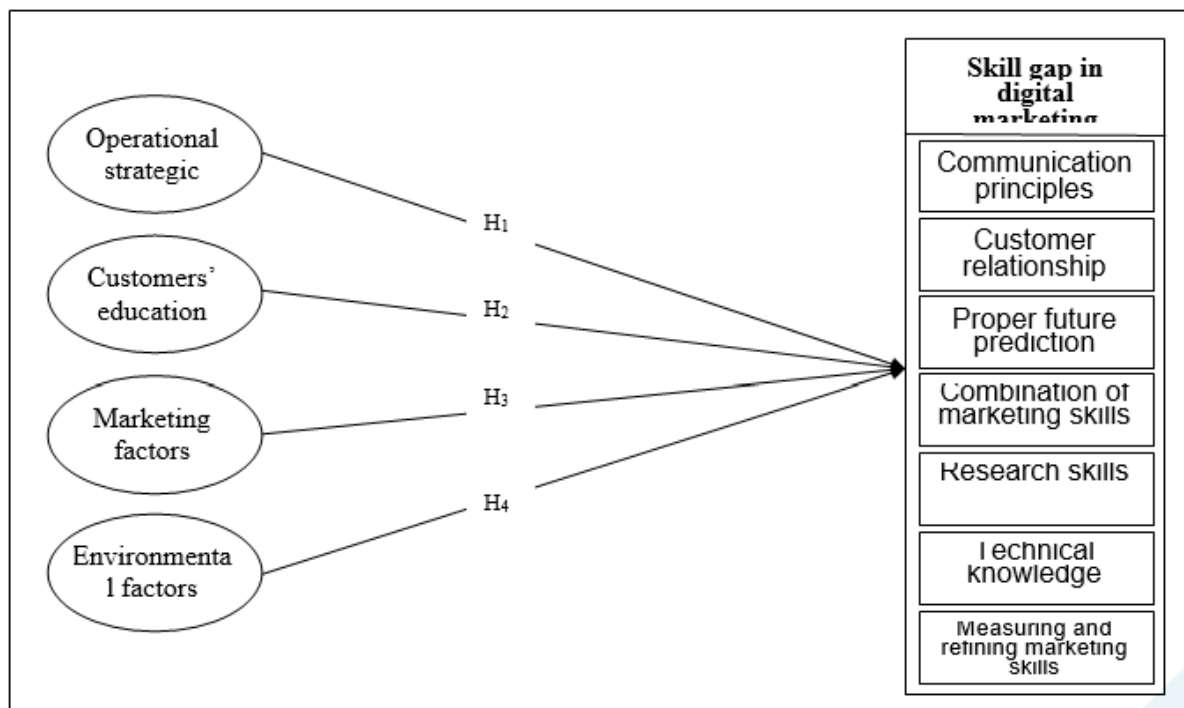 Operational
strategic
Customers’
education
Marketing
factors
Environmenta
l factors
H1
H2
H3
H4
Skill gap in
digital
marketing
Communication
principles
Customer
relationship
Proper future
prediction
Combination of
marketing skills
Research skills
Technical
knowledge
Measuring and
refining marketing
skills